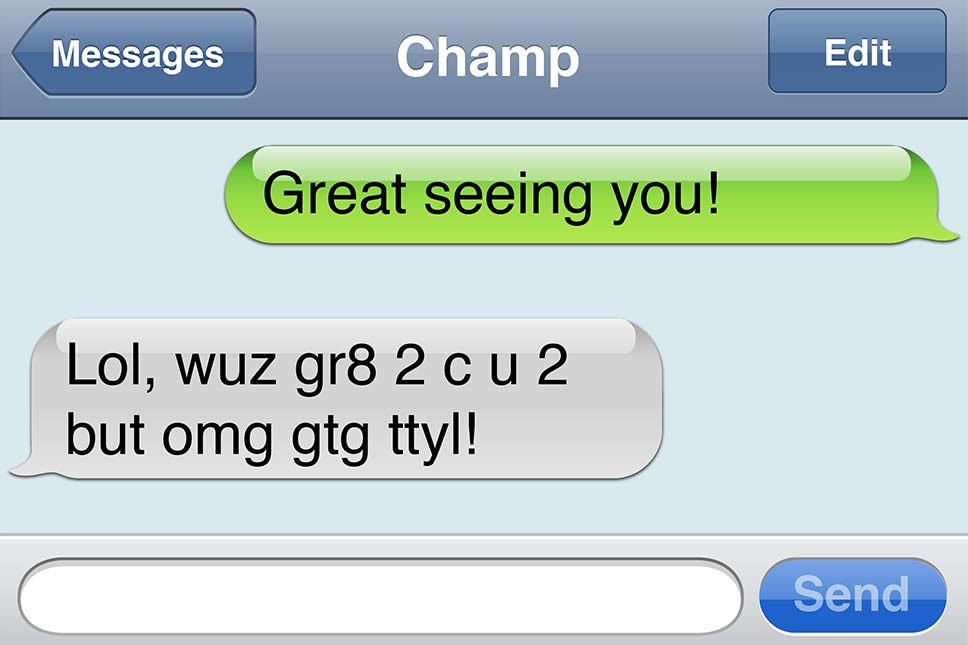 Messages Champ Edit
Great seeing you!
Lol, wuz gr8 2 c u 2
but omg gtg ttyl!
Send